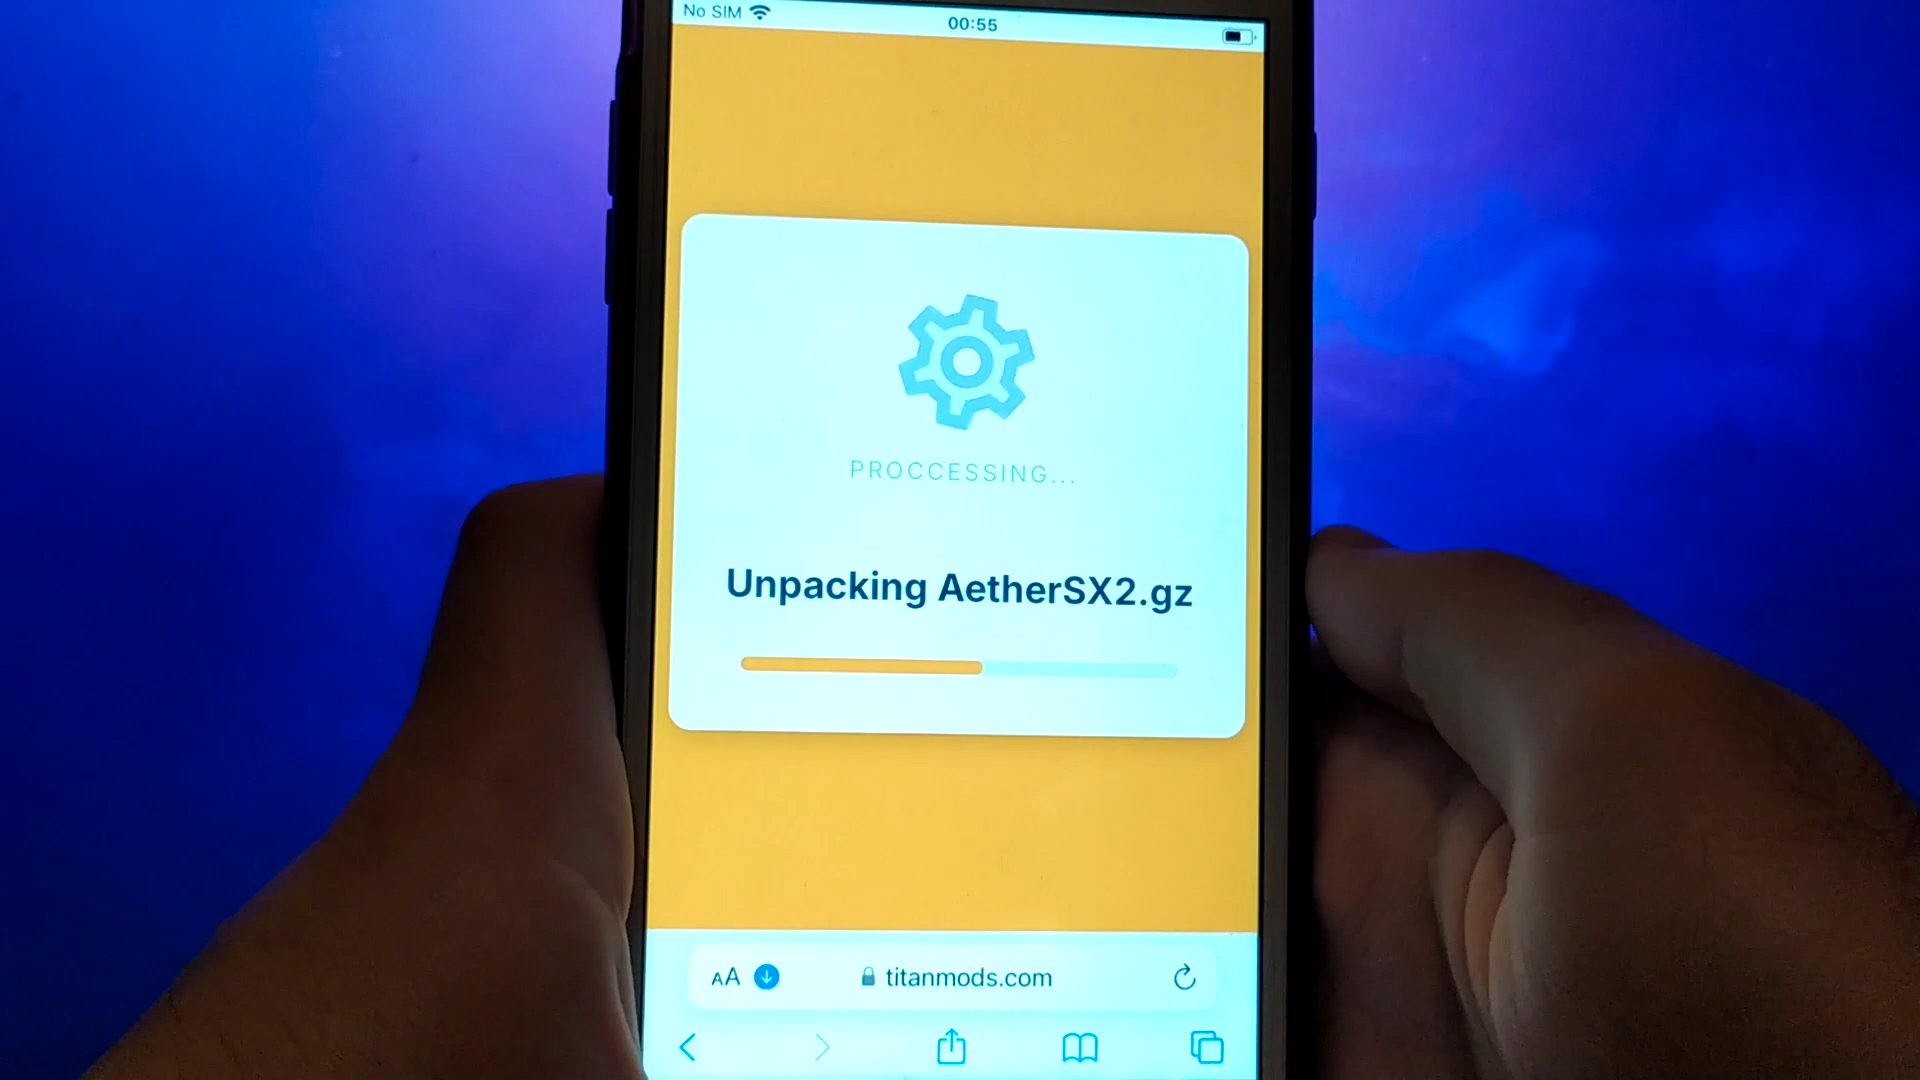 No SIM
00:55
PROCCESSING...
Unpacking AetherSX2.gz
AA
titanmods.com